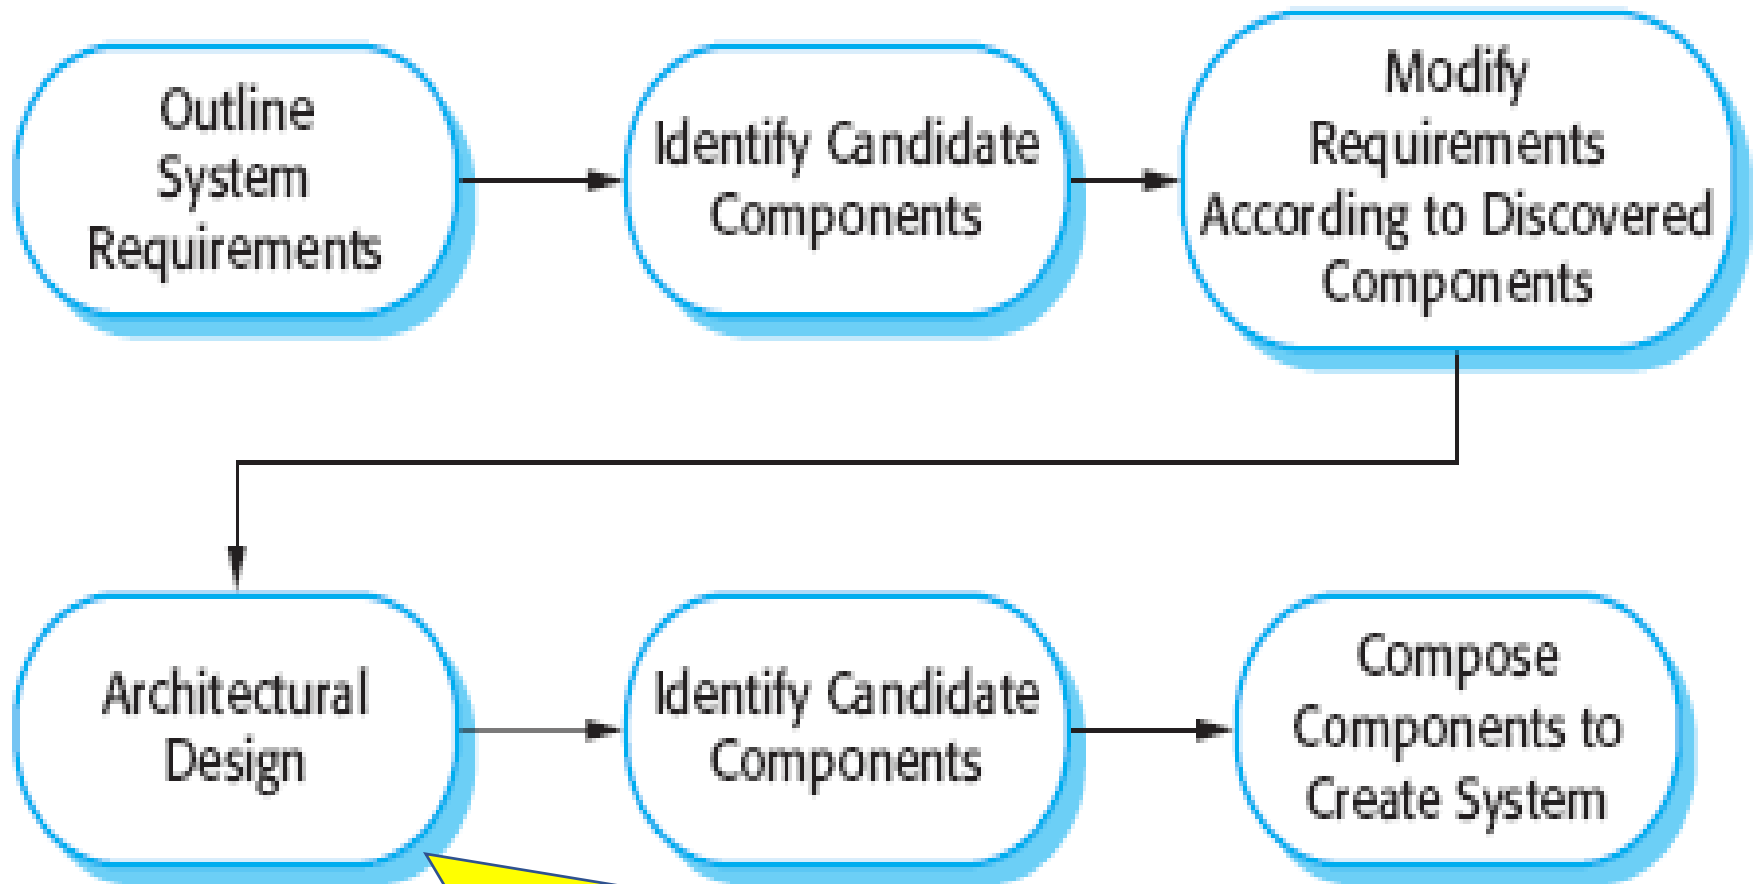 Outline
System
Requirements
Identify Candidate
Components
Modify
Requirements
According to Discovered
Components
Architectural
Design
Identify Candidate
Components
Compose
Components to
Create System